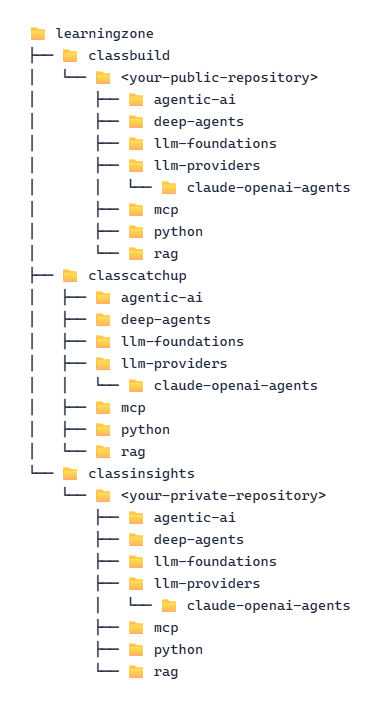 learningzone
classbuild
<your-public-repository>
agentic-ai
deep-agents
llm-foundations
llm-providers
claude-openai-agents
mcp
python
rag
classcatchup
agentic-ai
deep-agents
llm-foundations
llm-providers
claude-openai-agents
mcp
python
rag
classinsights
<your-private-repository>
agentic-ai
deep-agents
llm-foundations
llm-providers
claude-openai-agents
mcp
python
rag